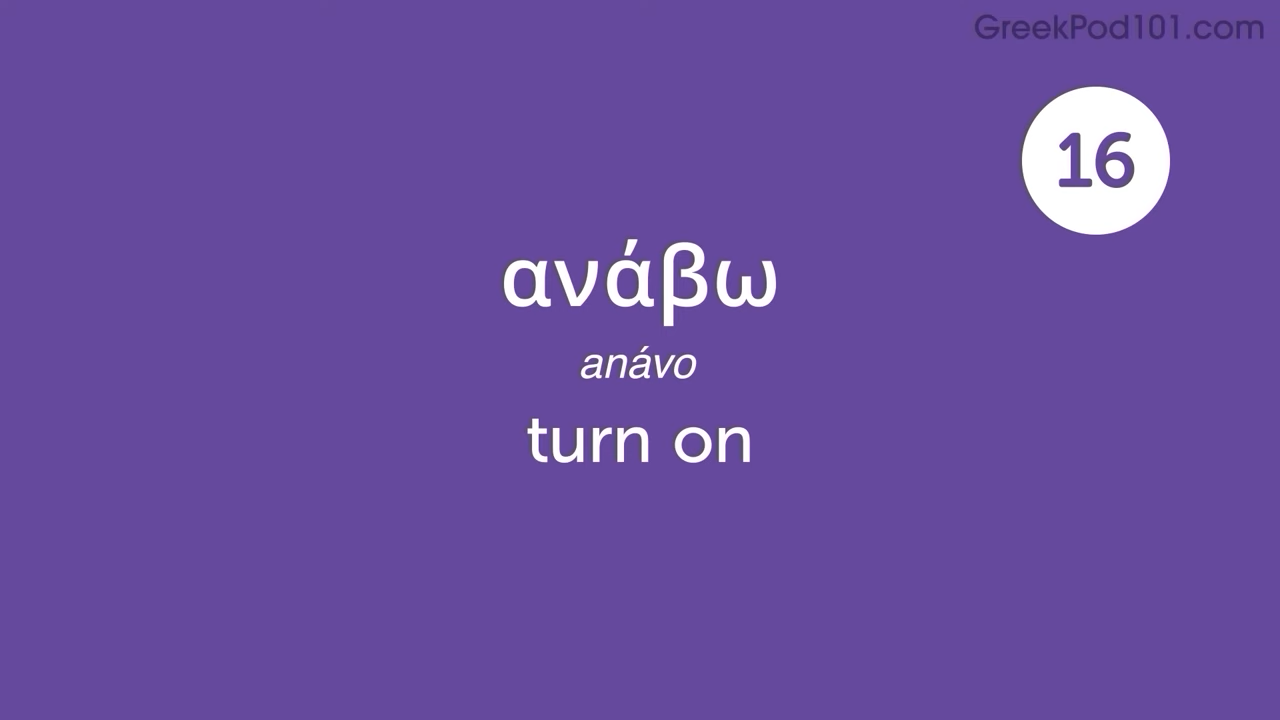 GreekPod101.com
16
ανάβω
anávo
turn on